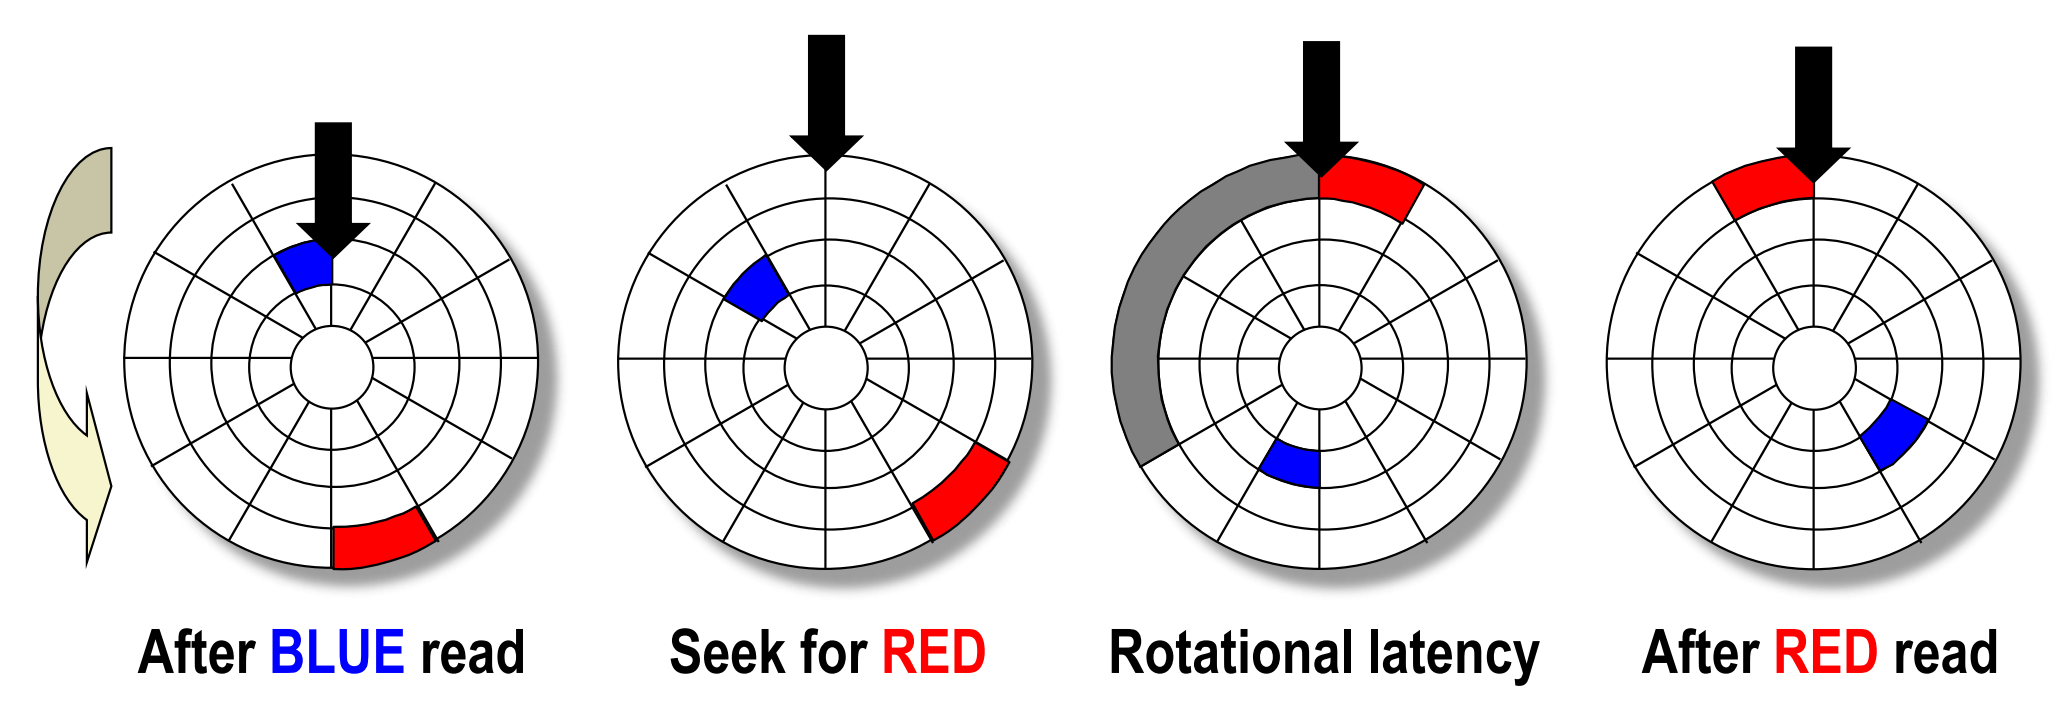 After BLUE read
Seek for RED
Rotational latency
After RED read